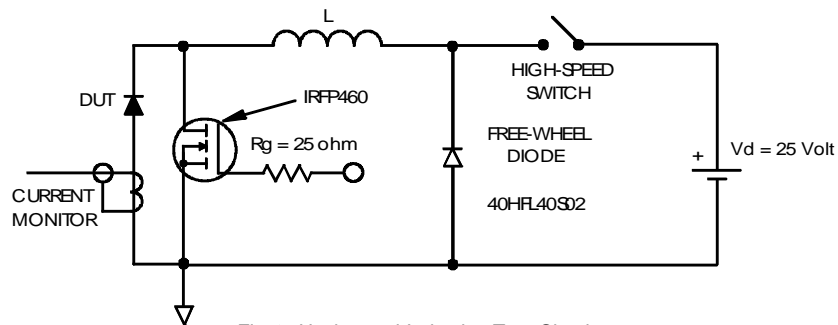 L
HIGH-SPEED
SWITCH
DUT
IRFP460
Rg = 25 ohm
FREE-WHEEL
DIODE
+
Vd = 25 Volt
40HFL40S02
CURRENT
MONITOR